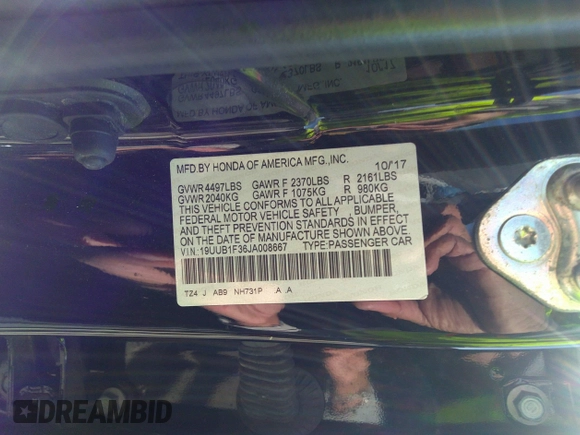 MFD.BY HONDA OF AMERICA MFG.,INC. 10/17
GVWR 4497LBS GAWR F 2370LBS R 2161LBS
GVWR 2040KG GAWR F 1075KG R 980KG
THIS VEHICLE CONFORMS TO ALL APPLICABLE
FEDERAL MOTOR VEHICLE SAFETY , BUMPER,
AND THEFT PREVENTION STANDARDS IN EFFECT
ON THE DATE OF MANUFACTURE SHOWN ABOVE.
V I N: 19UUB1F36JA008667 TYPE:PASSENGER CAR
TZ4 J AB9 NH731P A A
DREAMBID